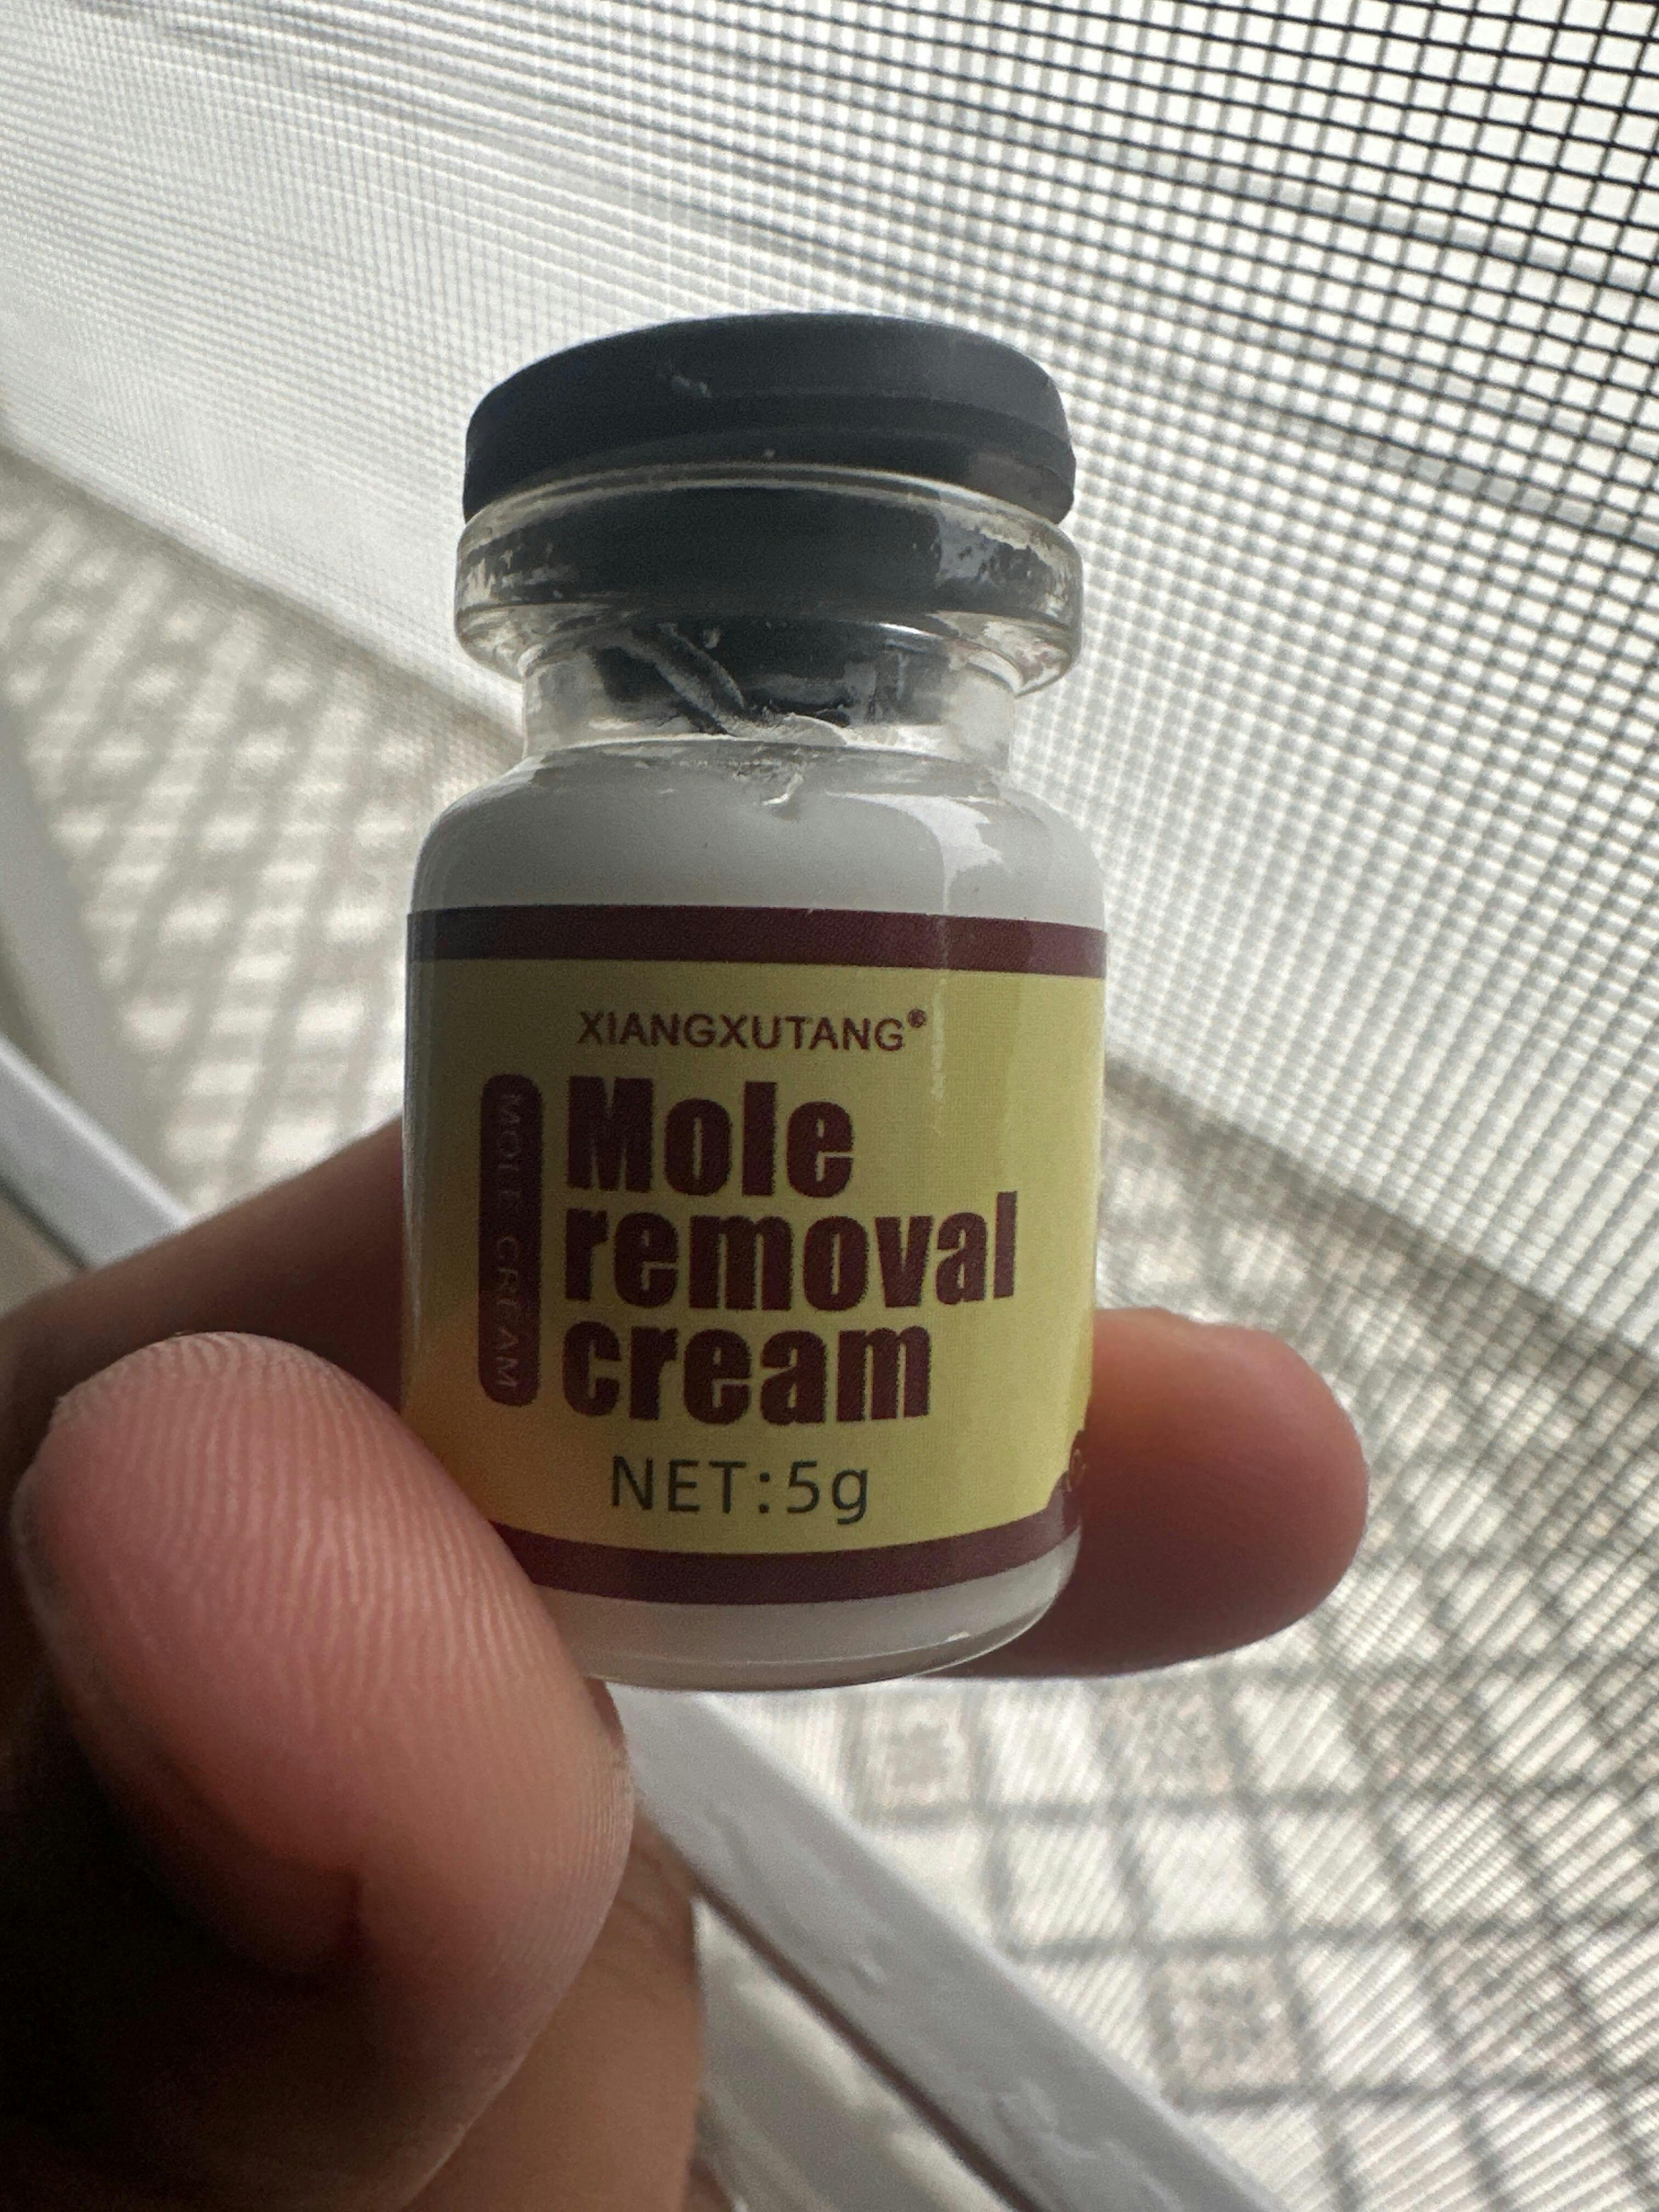 XIANGXUTANG®
MOLE CREAM
Mole
removal
cream
NET:5g